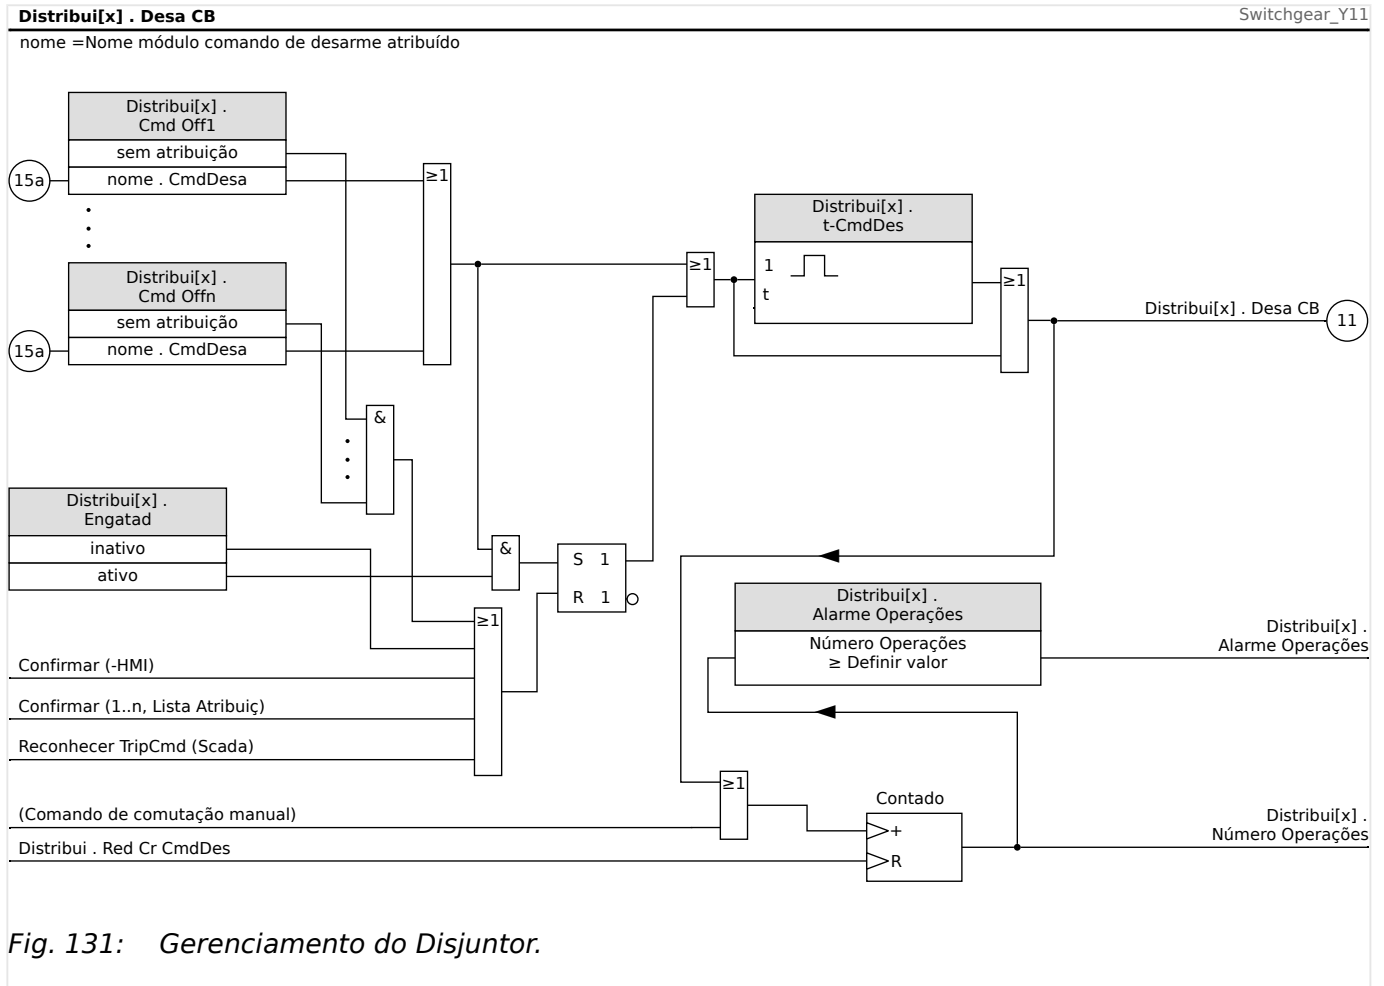 Distribui[x] . Desa CB
Switchgear_Y11
nome =Nome módulo comando de desarme atribuído
Distribui[x] .
Cmd Off1
sem atribuição
15a
nome . CmdDesa
≥1
Distribui[x] .
t-CmdDes
1
t
Distribui[x] .
Cmd Offn
sem atribuição
15a
nome . CmdDesa
≥1
≥1
Distribui[x] . Desa CB
11
&
Distribui[x] .
Engatad
inativo
ativo
&
S 1
R 1
≥1
Distribui[x] .
Alarme Operações
Número Operações
≥ Definir valor
Distribui[x] .
Alarme Operações
Confirmar (-HMI)
Confirmar (1..n, Lista Atribuiç)
Reconhecer TripCmd (Scada)
≥1
(Comando de comutação manual)
Contado
+
R
Distribui[x] .
Número Operações
Distribui . Red Cr CmdDes
Fig. 131: Gerenciamento do Disjuntor.